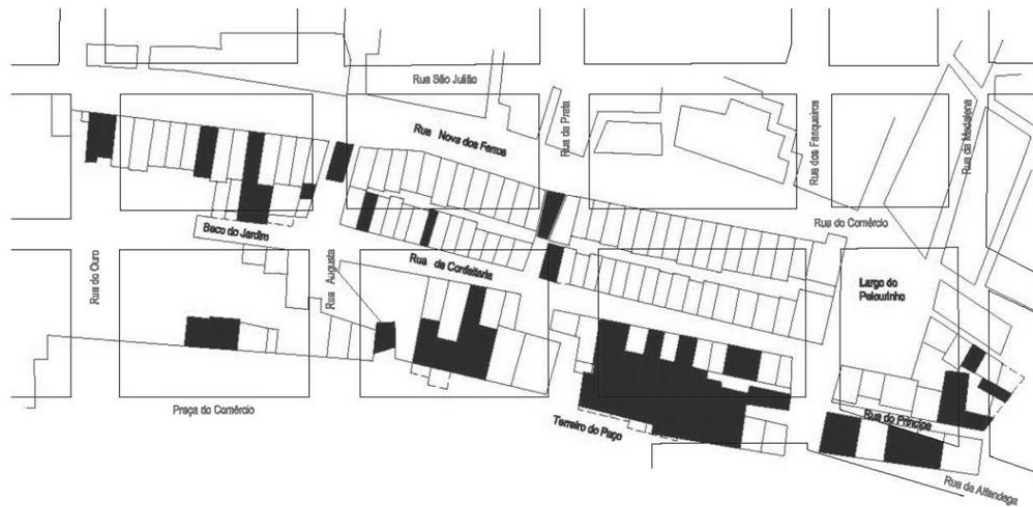 Rua São Julião
Rua Nova dos Ferros
Rua da Prata
Rua dos Fanqueiros
Rua da Madalena
Rua do Comércio
Beco do Jardim
Rua da Confeitaria
Largo do
Pelourinho
Rua do Ouro
Rua Augusta
Praça do Comércio
Terreiro do Paço
Rua do Príncipe
Rua da Alfandega